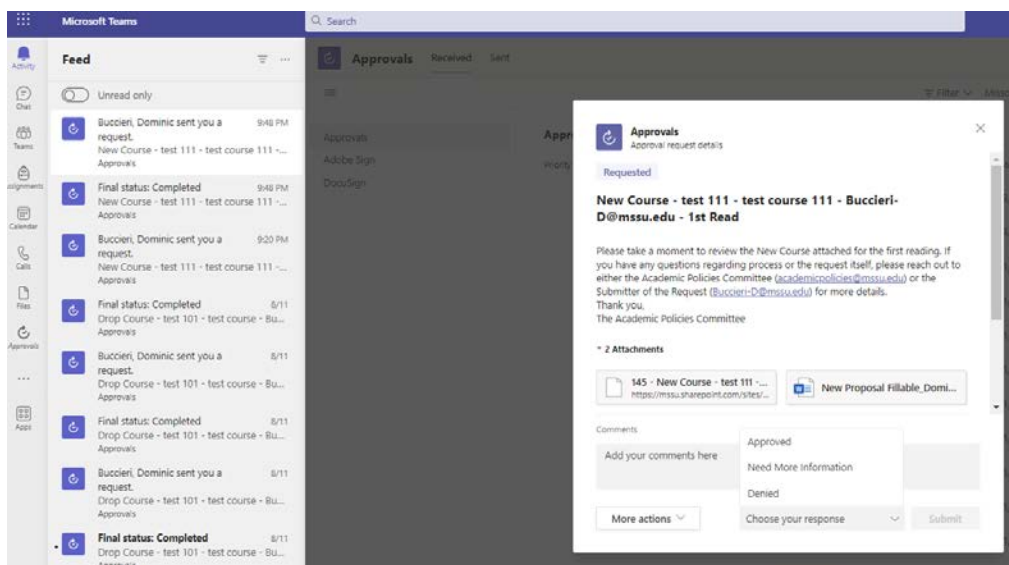 Microsoft Teams
Search
Activity
Chat
Teams
Assignments
Calendar
Calls
Files
Approvals
Apps
Feed
Unread only
Buccieri, Dominic sent you a request.
9:48 PM
New Course - test 111 - test course 111 -...
Approvals
Final status: Completed
9:48 PM
New Course - test 111 - test course 111 -...
Approvals
Buccieri, Dominic sent you a request.
9:20 PM
New Course - test 111 - test course 111 -...
Approvals
Final status: Completed
8/11
Drop Course - test 101 - test course - Bu...
Approvals
Buccieri, Dominic sent you a request.
8/11
Drop Course - test 101 - test course - Bu...
Approvals
Final status: Completed
8/11
Drop Course - test 101 - test course - Bu...
Approvals
Buccieri, Dominic sent you a request.
8/11
Drop Course - test 101 - test course - Bu...
Approvals
Final status: Completed
8/11
Drop Course - test 101 - test course - Bu...
Approvals
Received
Sent
Filter
Approvals
Adobe Sign
DocuSign
Priority
Approvals
Approval request details
Requested
New Course - test 111 - test course 111 - Buccieri-
D@mssu.edu - 1st Read
Please take a moment to review the New Course attached for the first reading. If
you have any questions regarding process or the request itself, please reach out to
either the Academic Policies Committee (academicpolicies@mssu.edu) or the
Submitter of the Request (Buccieri-D@mssu.edu) for more details.
Thank you,
The Academic Policies Committee
2 Attachments
145 - New Course - test 111 -...
https://mssu.sharepoint.com/sites/...
New Proposal Fillable_Domi...
Comments
Add your comments here
Approved
Need More Information
Denied
More actions
Choose your response
Submit